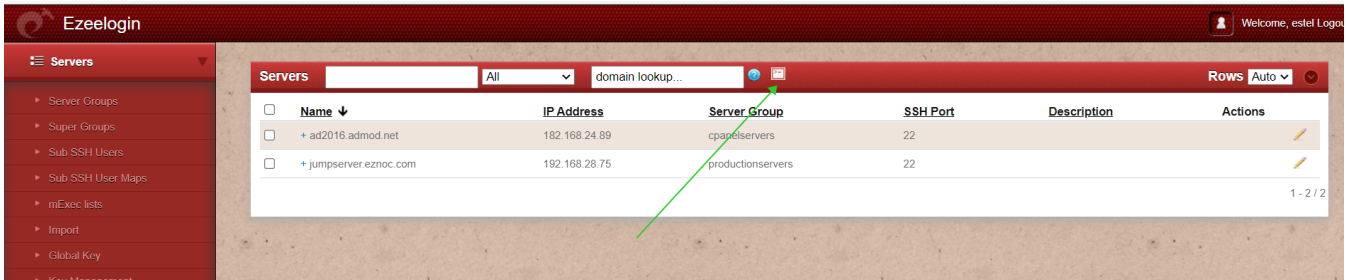 Ezeelogin
Welcome, estel Logou
Servers
Server Groups
Super Groups
Sub SSH Users
Sub SSH User Maps
mExec lists
Import
Global Key
Key Management
Servers All domain lookup... Rows Auto
Name IP Address Server Group SSH Port Description Actions
+ ad2016.admod.net 182.168.24.89 cpanelservers 22
+ jumpserver.eznoc.com 192.168.28.75 productionservers 22
1 - 2 / 2